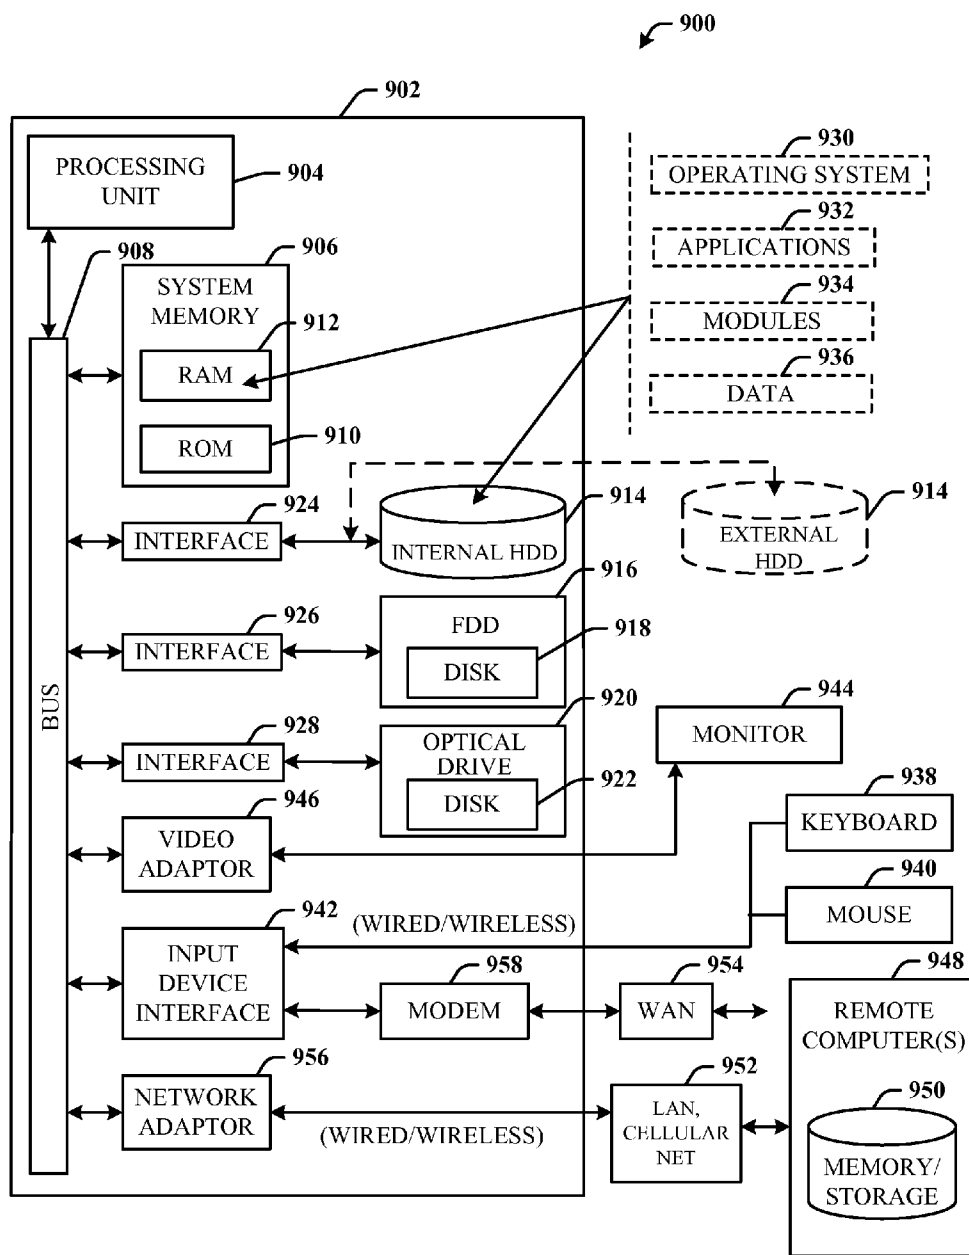 900
902
PROCESSING
UNIT
904
930
OPERATING SYSTEM
908
906
932
APPLICATIONS
SYSTEM
MEMORY
934
MODULES
912
RAM
936
DATA
910
ROM
924
INTERFACE
914
INTERNAL HDD
914
EXTERNAL
HDD
916
FDD
926
INTERFACE
918
DISK
BUS
920
OPTICAL
DRIVE
944
MONITOR
928
INTERFACE
922
DISK
946
VIDEO
ADAPTOR
938
KEYBOARD
940
MOUSE
942
(WIRED/WIRELESS)
INPUT
DEVICE
INTERFACE
958
MODEM
954
WAN
948
REMOTE
COMPUTER(S)
956
NETWORK
ADAPTOR
(WIRED/WIRELESS)
952
LAN,
CELLULAR
NET
950
MEMORY/
STORAGE